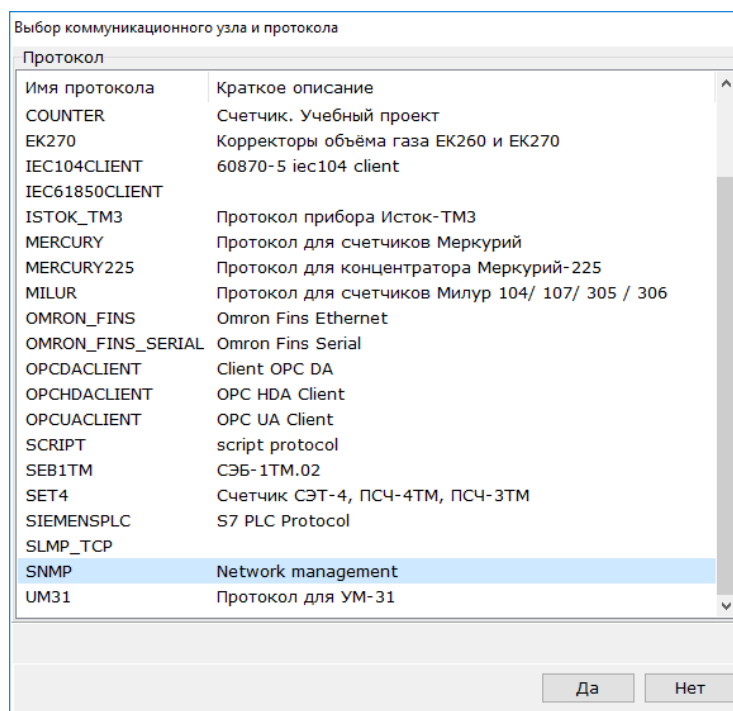 Выбор коммуникационного узла и протокола
Протокол
Имя протокола Краткое описание
COUNTER Счетчик. Учебный проект
EK270 Корректоры объёма газа EK260 и EK270
IEC104CLIENT 60870-5 iec104 client
IEC61850CLIENT
ISTOK_TM3 Протокол прибора Исток-ТМ3
MERCURY Протокол для счетчиков Меркурий
MERCURY225 Протокол для концентратора Меркурий-225
MILUR Протокол для счетчиков Милур 104/ 107/ 305 / 306
OMRON_FINS Omron Fins Ethernet
OMRON_FINS_SERIAL Omron Fins Serial
OPCDACLIENT Client OPC DA
OPCHDACLIENT OPC HDA Client
OPCUACLIENT OPC UA Client
SCRIPT script protocol
SEB1TM СЭБ-1ТМ.02
SET4 Счетчик СЭТ-4, ПСЧ-4ТМ, ПСЧ-3ТМ
SIEMENSPLC S7 PLC Protocol
SLMP_TCP
SNMP Network management
UM31 Протокол для УМ-31
Да Нет